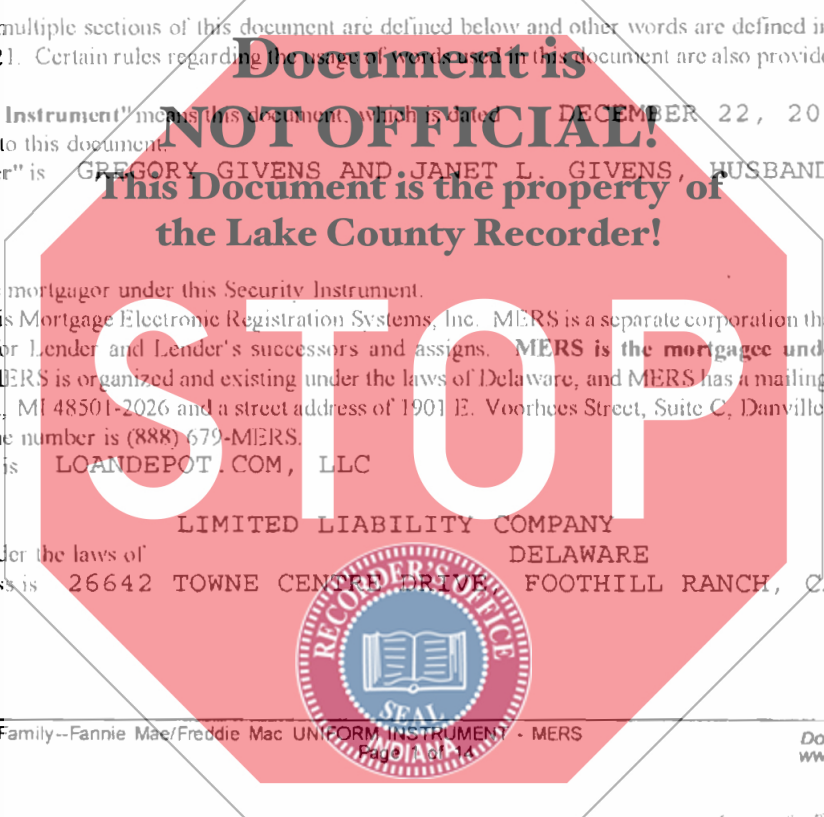 multiple sections of this document are defined below and other words are defined in
21. Certain rules regarding the usage of words used in this document are also provide
Document is
Instrument" means this document, which is dated DECEMBER 22, 20
NOT OFFICIAL!
to this document.
r" is GREGORY GIVENS AND JANET L. GIVENS, HUSBAND
This Document is the property of
the Lake County Recorder!
mortgagor under this Security Instrument.
is Mortgage Electronic Registration Systems, Inc. MERS is a separate corporation th
or Lender and Lender's successors and assigns. MERS is the mortgagee und
MERS is organized and existing under the laws of Delaware, and MERS has a mailing
, MI 48501-2026 and a street address of 1901 E. Voorhees Street, Suite C, Danville
e number is (888) 679-MERS.
STOP
is LOANDEPOT.COM, LLC
LIMITED LIABILITY COMPANY
der the laws of DELAWARE
ss is 26642 TOWNE CENTRE DRIVE, FOOTHILL RANCH, C
RECORDER'S OFFICE
SEAL
INDIANA
Family--Fannie Mae/Freddie Mac UNIFORM INSTRUMENT - MERS
Page 1 of 14
Do
ww